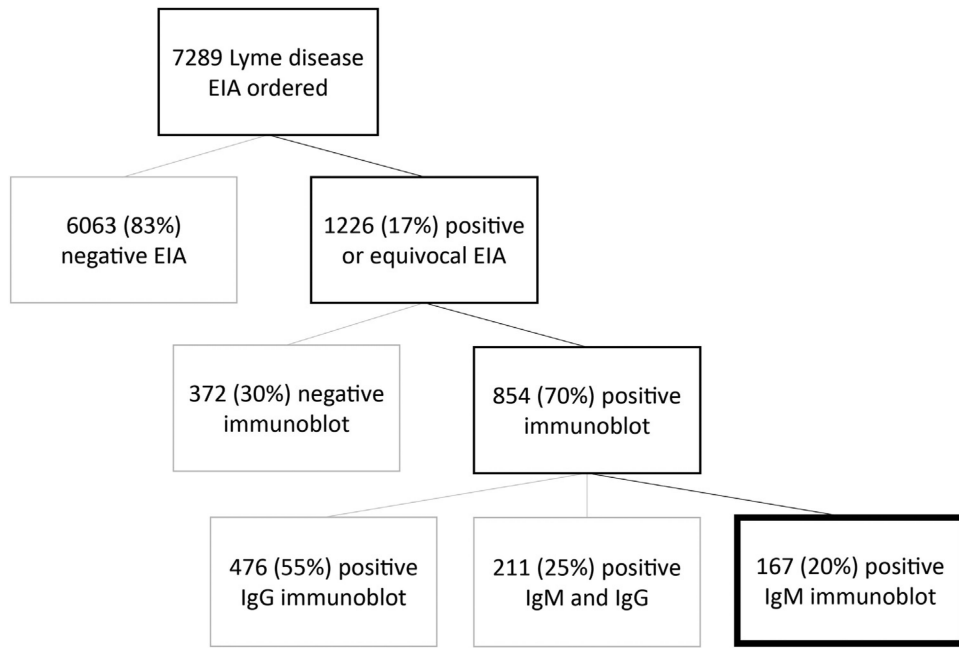 7289 Lyme disease
EIA ordered
6063 (83%)
negative EIA
1226 (17%) positive
or equivocal EIA
372 (30%) negative
immunoblot
854 (70%) positive
immunoblot
476 (55%) positive
IgG immunoblot
211 (25%) positive
IgM and IgG
167 (20%) positive
IgM immunoblot